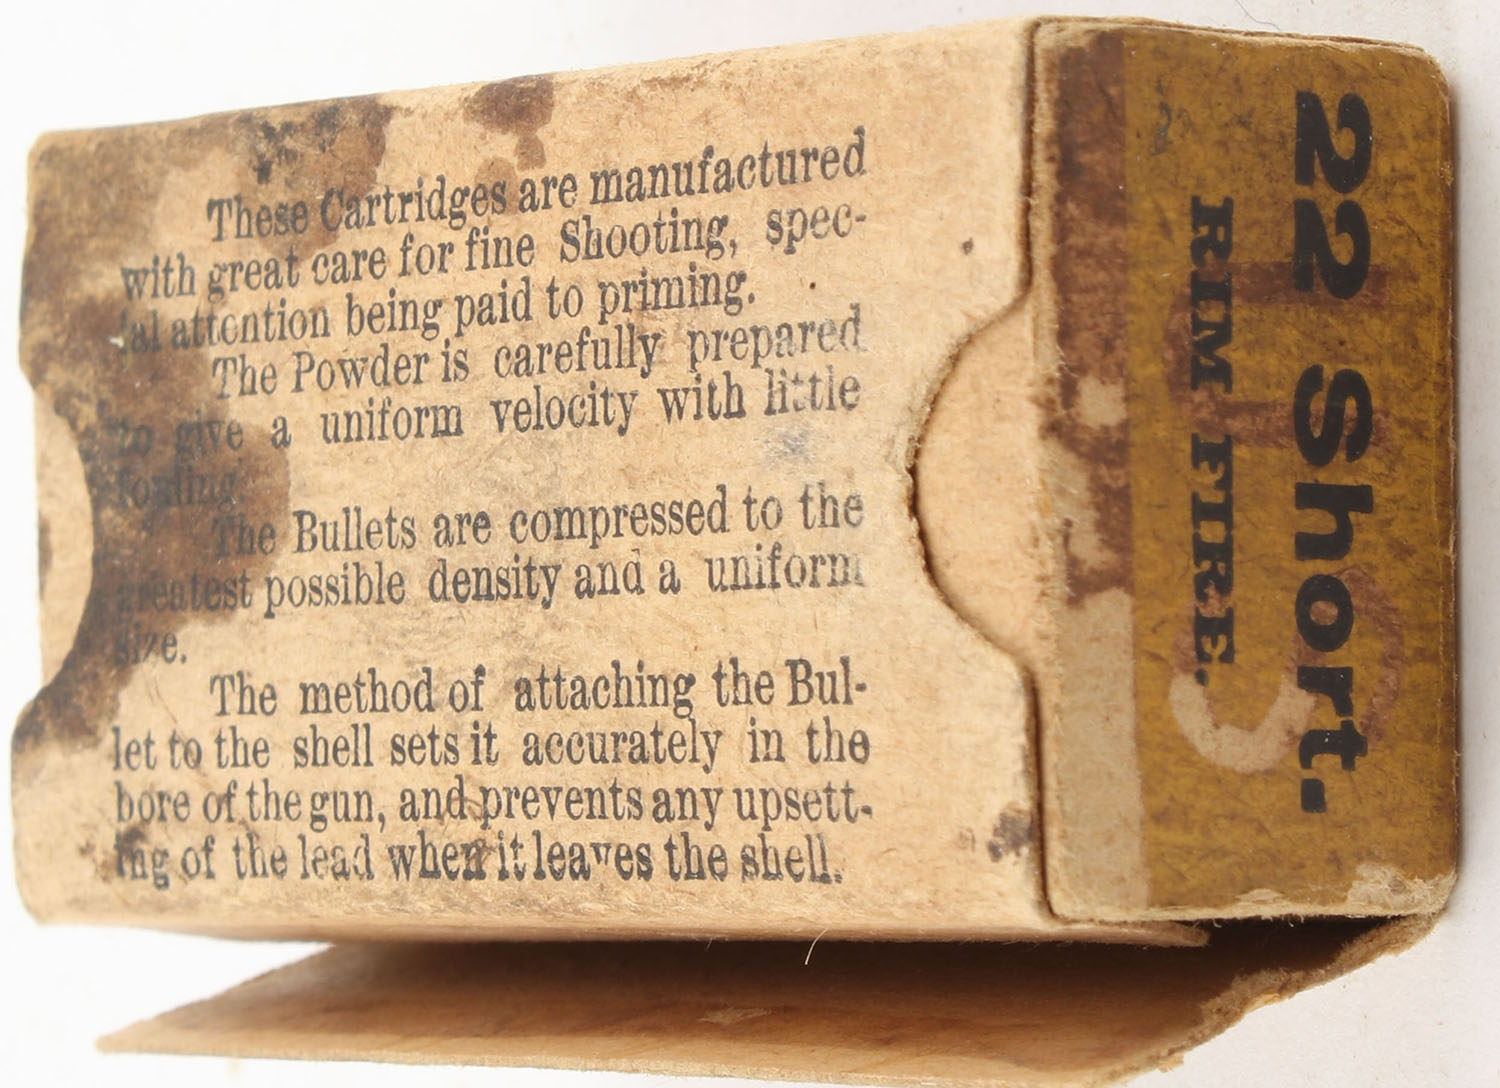 These Cartridges are manufactured
with great care for fine Shooting, spec-
ial attention being paid to priming.
The Powder is carefully prepared
to give a uniform velocity with little
fouling.
The Bullets are compressed to the
greatest possible density and a uniform
size.
The method of attaching the Bul-
let to the shell sets it accurately in the
bore of the gun, and prevents any upsett-
ing of the lead when it leaves the shell.
22 Short.
RIM FIRE.